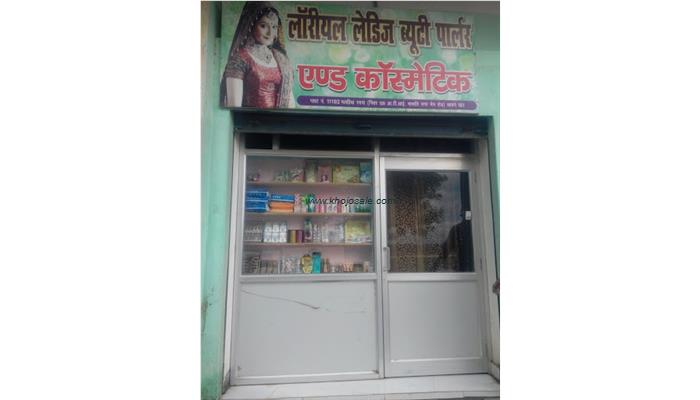 लॉरीयल लेडिज ब्यूटी पार्लर
एण्ड कॉस्मेटिक
www.khojosale.com